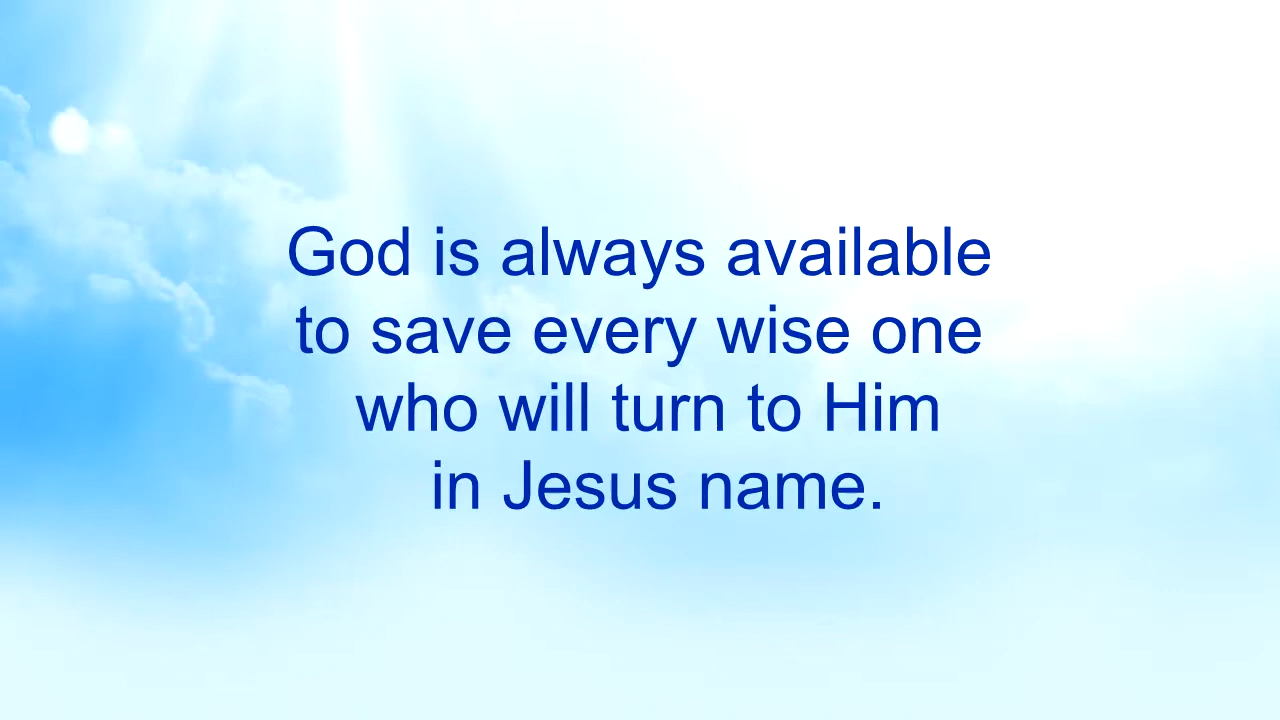 God is always available
to save every wise one
who will turn to Him
in Jesus name.